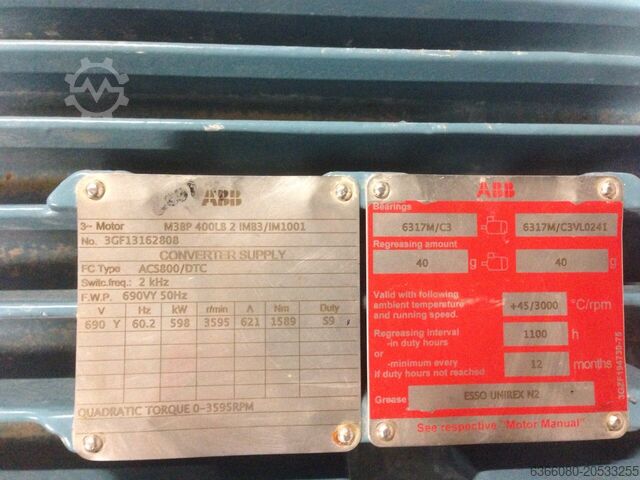 ABB
3~ Motor M3BP 400LB 2 IMB3/IM1001
No. 3GF13162808
CONVERTER SUPPLY
FC Type ACS800/DTC
Switc.freq.: 2 kHz
F.W.P. 690VY 50Hz
V Hz kW r/min A Nm Duty
690 Y 60.2 598 3595 621 1589 S9
QUADRATIC TORQUE 0-3595RPM
ABB
Bearings
6317M/C3 6317M/C3VL0241
Regreasing amount
40 g 40 g
Valid with following
ambient temperature
and running speed.
+45/3000 °C/rpm
Regreasing interval
-in duty hours
1100 h
or
-minimum every
if duty hours not reached
12 months
Grease ESSO UNIREX N2
See respective "Motor Manual"
6366080-20533255